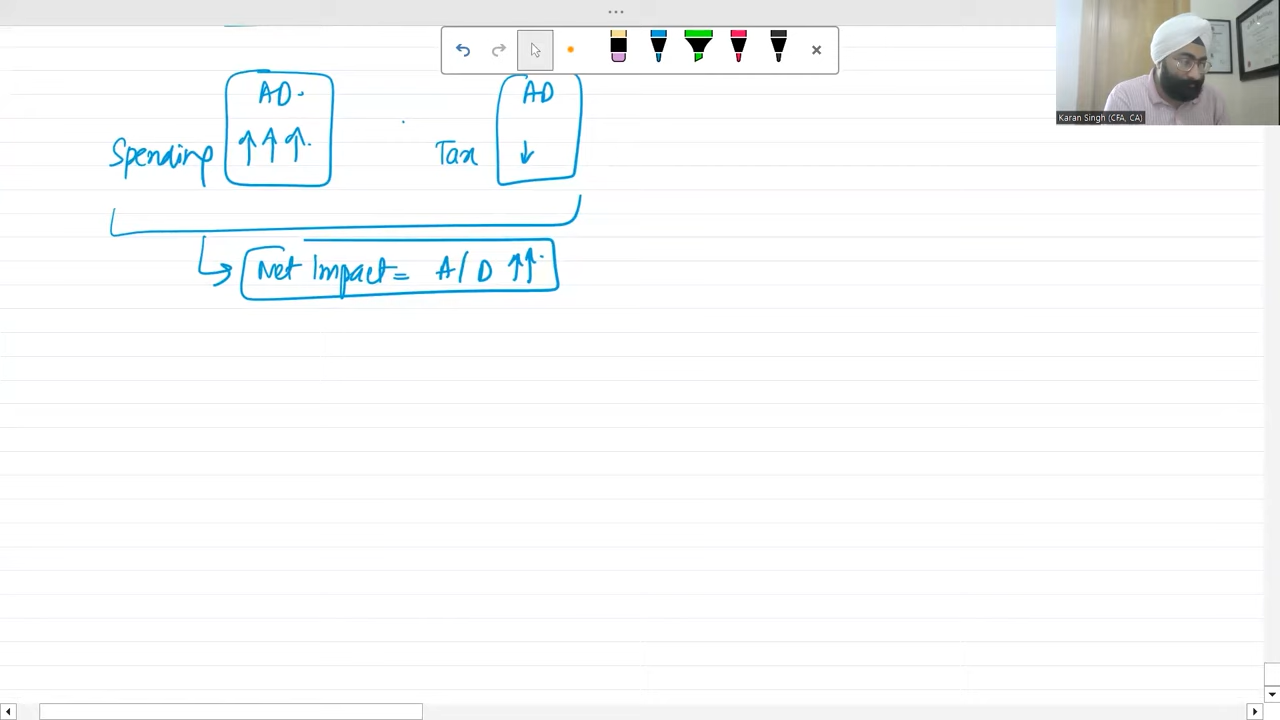 AD. AD
Spending ↑↑↑. Tax ↓
Net Impact = A/D ↑↑.
Karan Singh (CFA, CA)